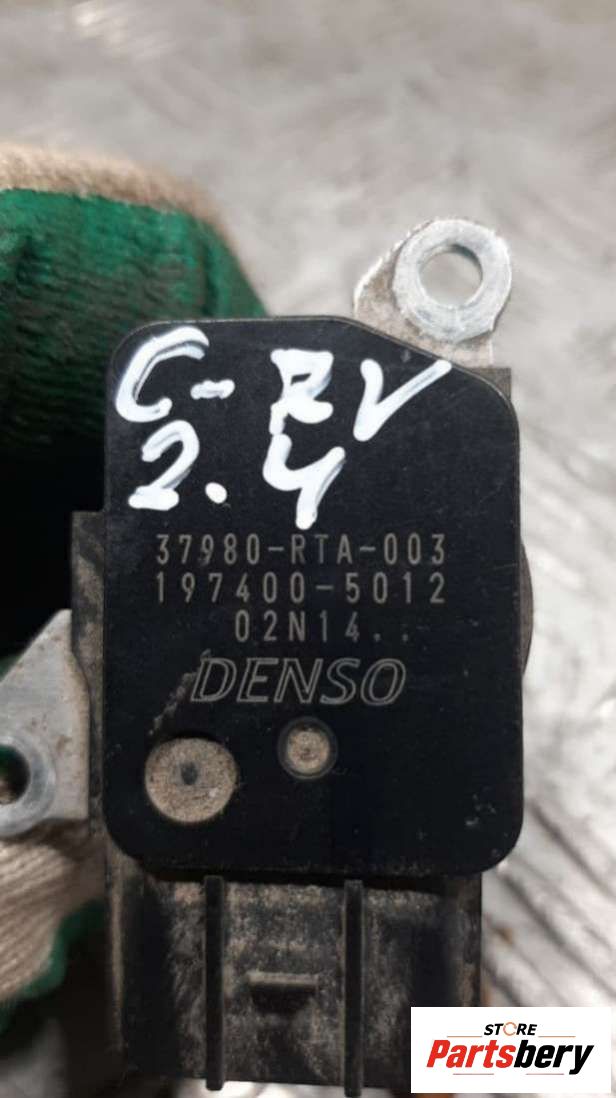 C-RV
2.4
37980-RTA-003
197400-5012
02N14..
DENSO
STORE
Partsbery